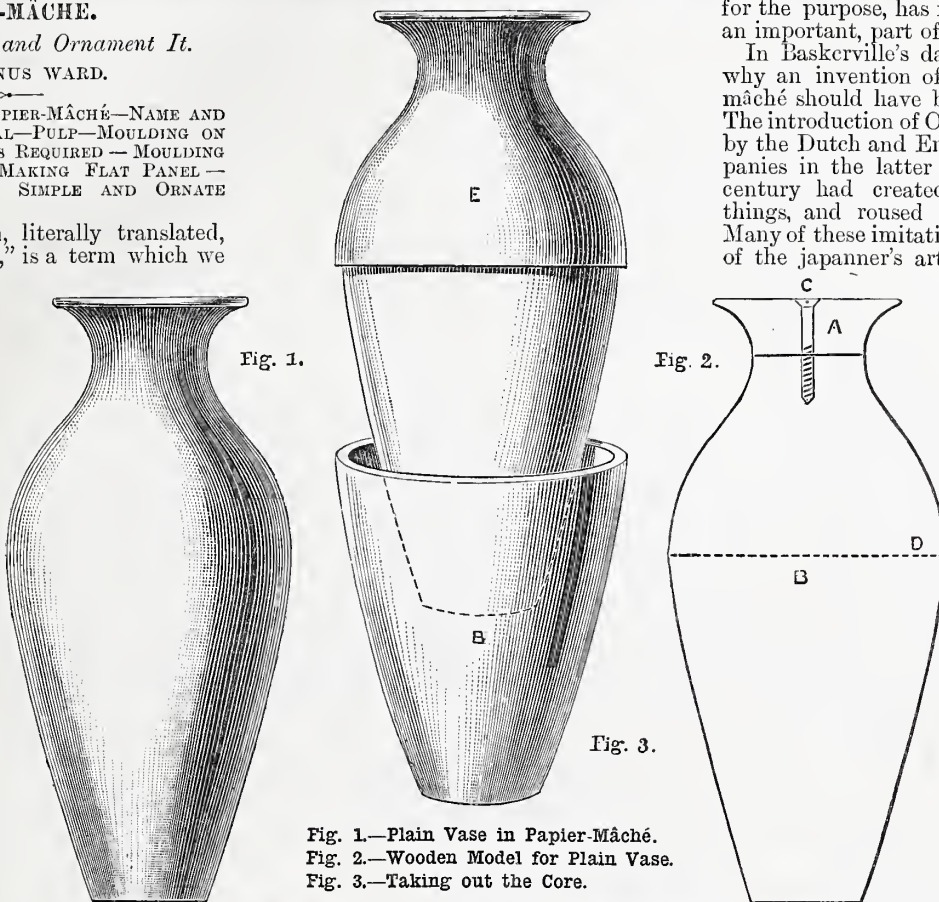 -MÂCHÉ.
and Ornament It.
NUS WARD.
PIER-MÂCHÉ—NAME AND
AL—PULP—MOULDING ON
S REQUIRED — MOULDING
MAKING FLAT PANEL —
SIMPLE AND ORNATE
, literally translated,
,” is a term which we
for the purpose, has
an important, part of
In Baskerville's da
why an invention of
mâché should have b
The introduction of O
by the Dutch and En
panies in the latter
century had created
things, and roused
Many of these imitati
of the japanner's art
E
Fig. 1.
B
Fig. 3.
Fig. 2.
C
A
D
B
Fig. 1.—Plain Vase in Papier-Mâché.
Fig. 2.—Wooden Model for Plain Vase.
Fig. 3.—Taking out the Core.